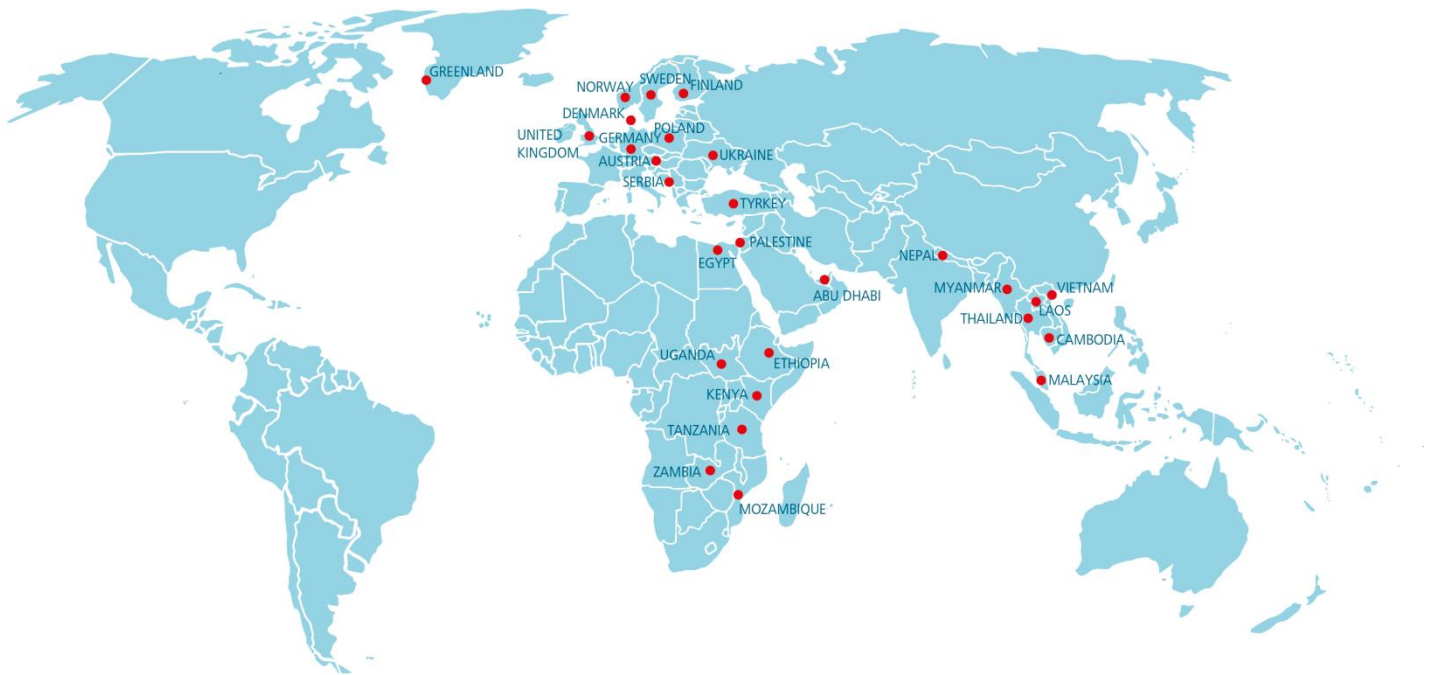 GREENLAND
SWEDEN
NORWAY
FINLAND
DENMARK
UNITED
KINGDOM
POLAND
GERMANY
UKRAINE
AUSTRIA
SERBIA
TYRKEY
PALESTINE
EGYPT
NEPAL
ABU DHABI
MYANMAR
VIETNAM
LAOS
THAILAND
CAMBODIA
UGANDA
ETHIOPIA
MALAYSIA
KENYA
TANZANIA
ZAMBIA
MOZAMBIQUE